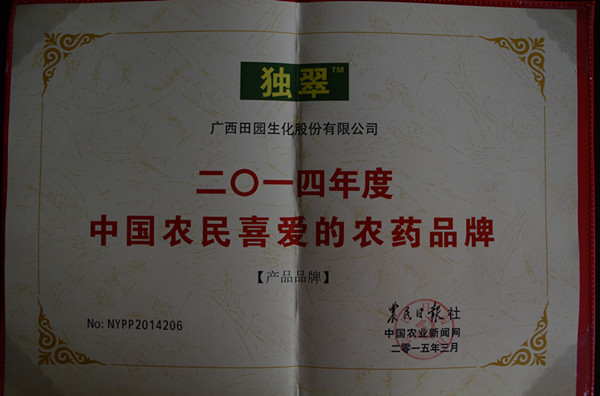 独翠™
广西田园生化股份有限公司
二〇一四年度
中国农民喜爱的农药品牌
【产品品牌】
No: NYPP2014206
农民日报社
中国农业新闻网
二〇一五年三月